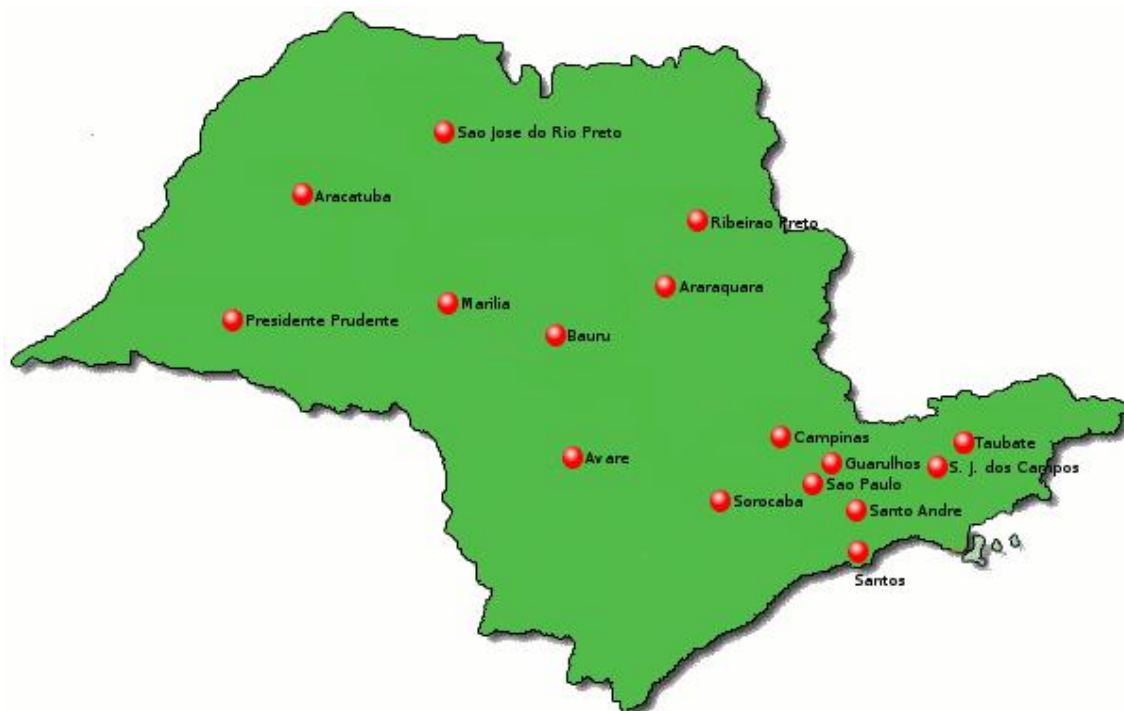 Sao Jose do Rio Preto
Aracatuba
Ribeirao Preto
Araraquara
Marilia
Presidente Prudente
Bauru
Campinas
Taubate
Avare
Guarulhos
S. J. dos Campos
Sao Paulo
Sorocaba
Santo Andre
Santos